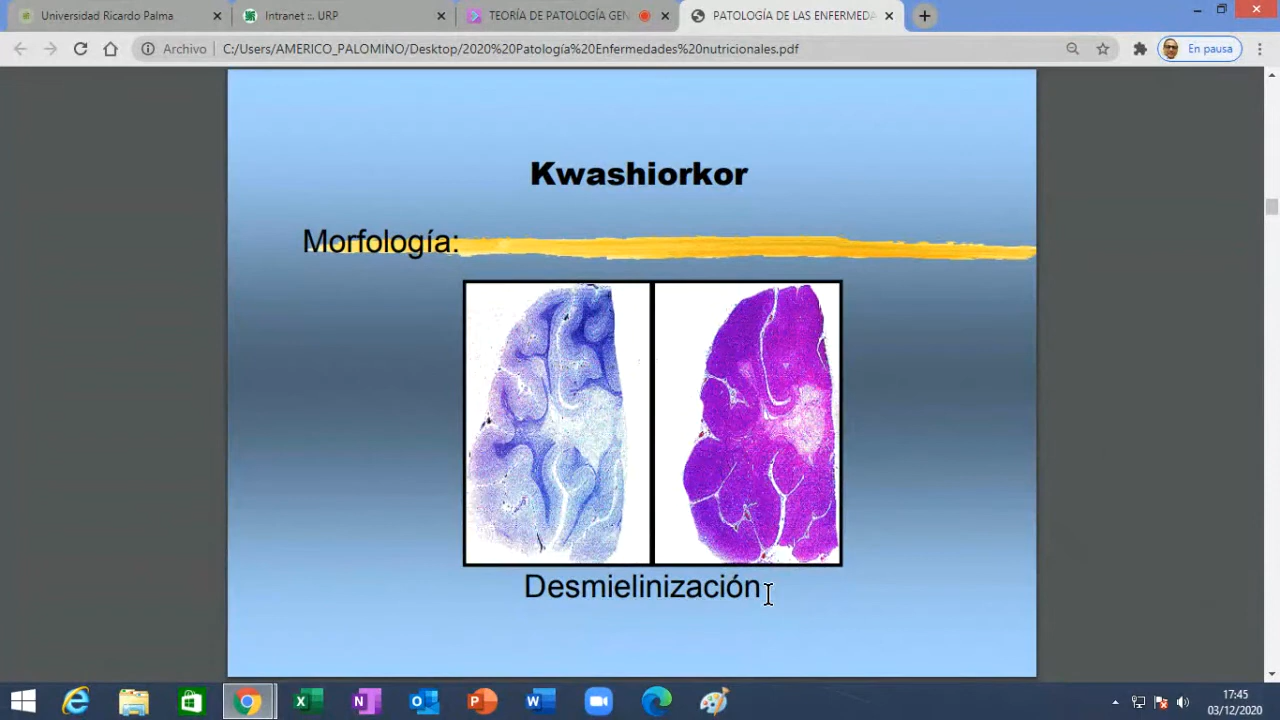 Universidad Ricardo Palma
Intranet ::. URP
TEORÍA DE PATOLOGÍA GEN
PATOLOGÍA DE LAS ENFERMEDA
Archivo
C:/Users/AMERICO_PALOMINO/Desktop/2020%20Patología%20Enfermedades%20nutricionales.pdf
En pausa
Kwashiorkor
Morfología:
Desmielinización
17:45
03/12/2020